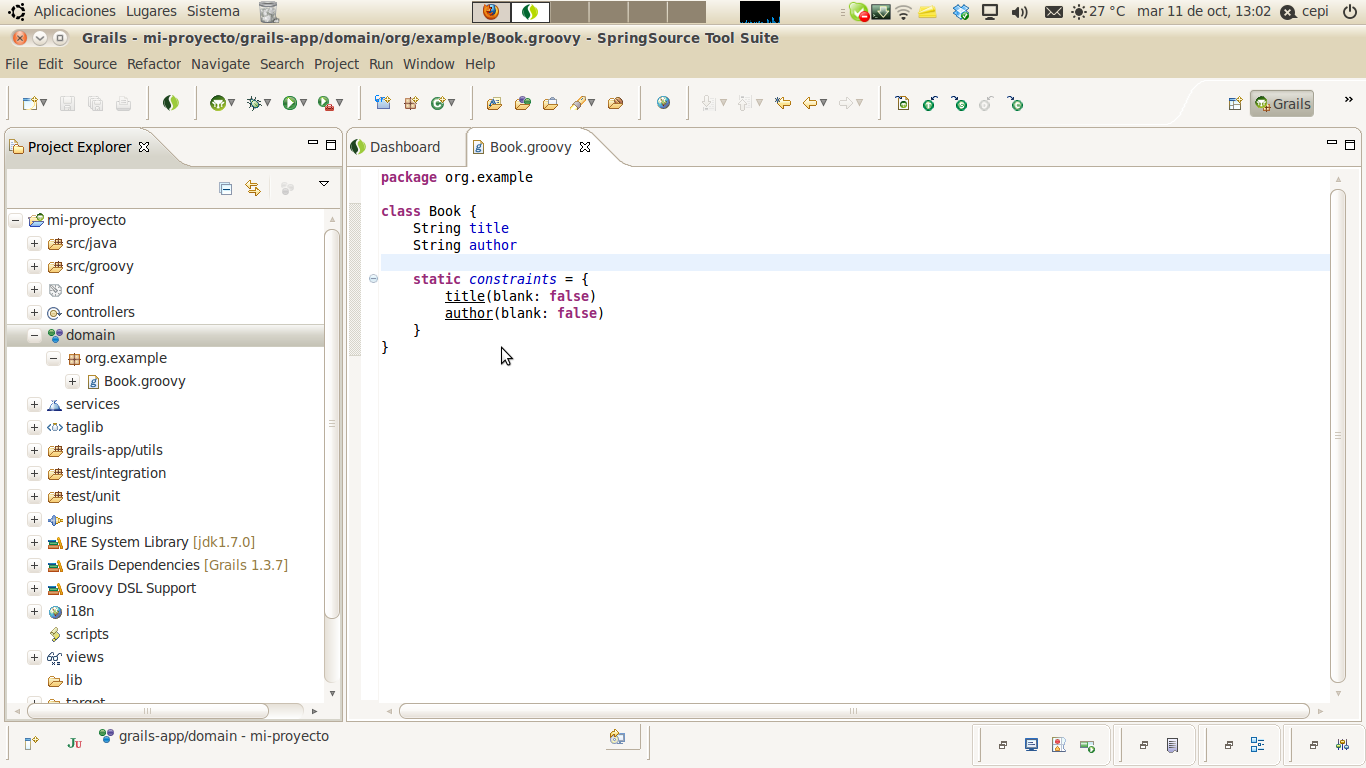 Aplicaciones Lugares Sistema
27 °C mar 11 de oct, 13:02 cepi
Grails - mi-proyecto/grails-app/domain/org/example/Book.groovy - SpringSource Tool Suite
File Edit Source Refactor Navigate Search Project Run Window Help
Grails »
Project Explorer
Dashboard
Book.groovy
mi-proyecto
src/java
src/groovy
conf
controllers
domain
org.example
Book.groovy
services
taglib
grails-app/utils
test/integration
test/unit
plugins
JRE System Library [jdk1.7.0]
Grails Dependencies [Grails 1.3.7]
Groovy DSL Support
i18n
scripts
views
lib
target
package org.example
class Book {
String title
String author
static constraints = {
title(blank: false)
author(blank: false)
}
}
JU grails-app/domain - mi-proyecto